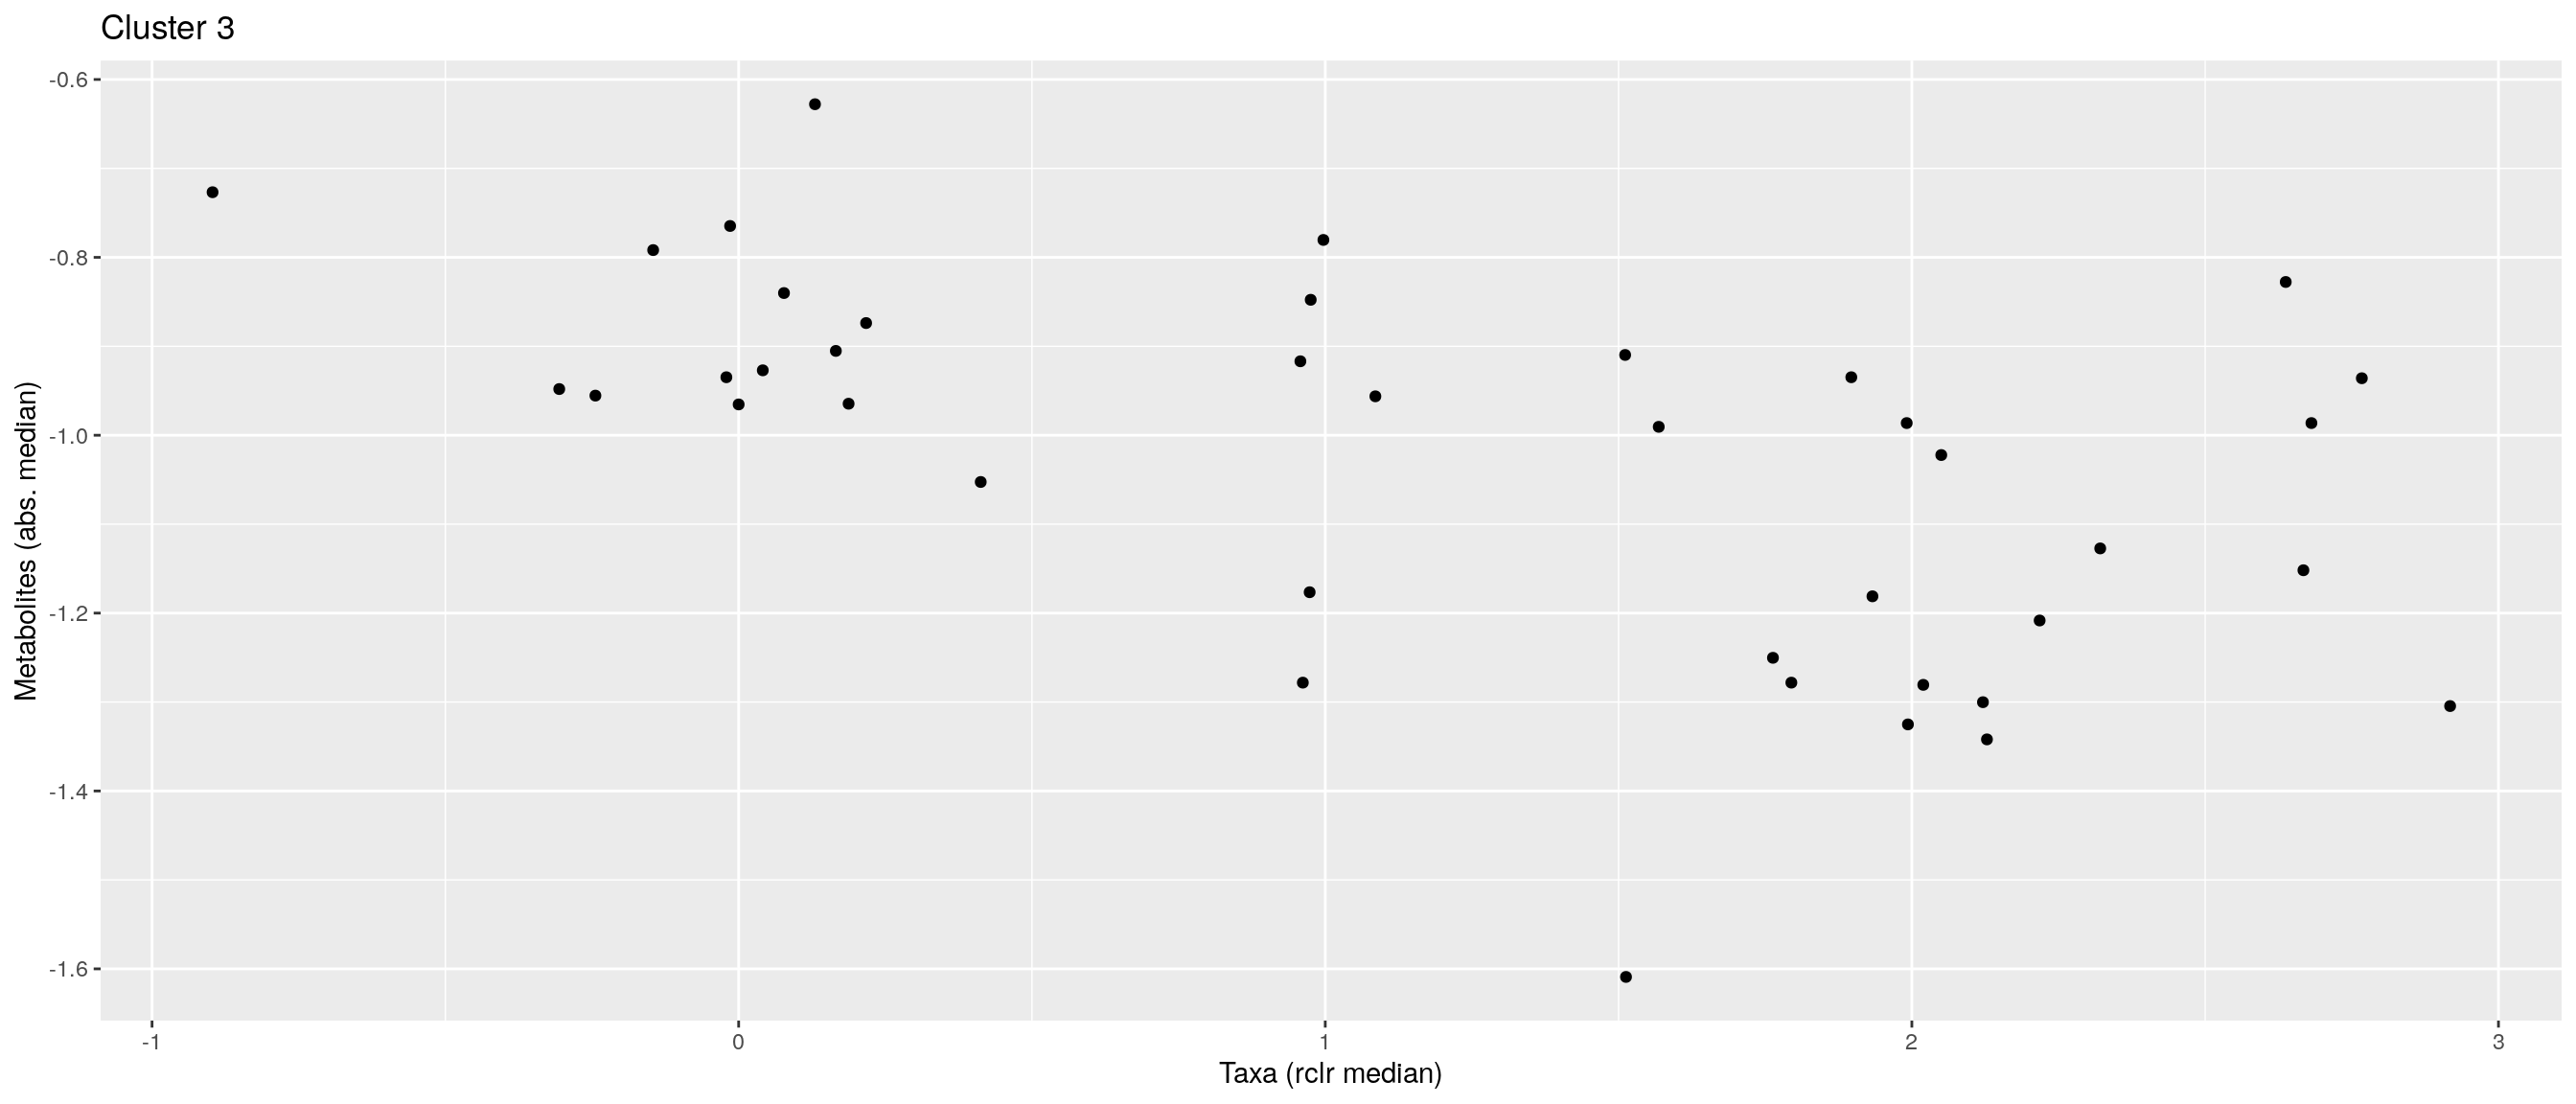 Cluster 3
-0.6
-0.8
-1.0
-1.2
-1.4
-1.6
Metabolites (abs. median)
-1 0 1 2 3
Taxa (rclr median)